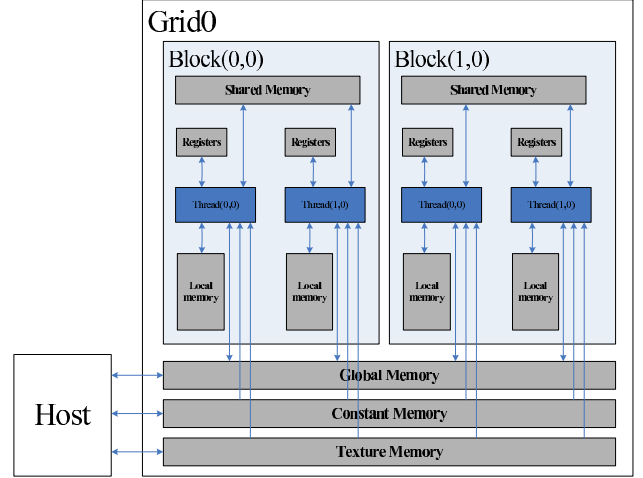 Grid0
Block(0,0)
Block(1,0)
Shared Memory
Shared Memory
Registers
Registers
Registers
Registers
Thread(0,0)
Thread(1,0)
Thread(0,0)
Thread(1,0)
Local
memory
Local
memory
Local
memory
Local
memory
Host
Global Memory
Constant Memory
Texture Memory